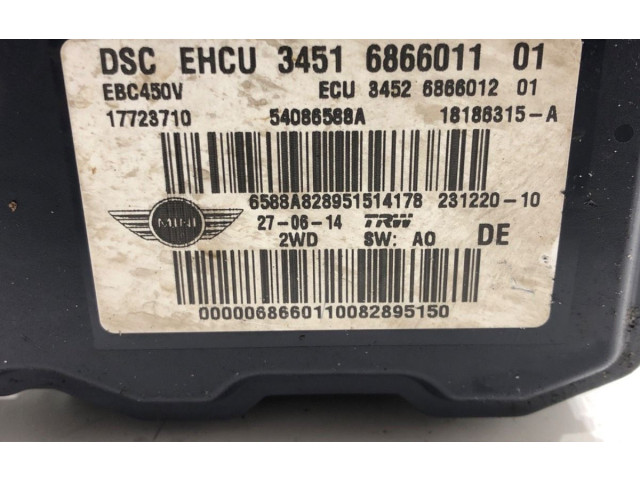 DSC EHCU 3451 6866011 01
EBC450V ECU 3452 6866012 01
17723710 54086588A 18186315-A
6588A828951514178 231220-10
MINI 27-06-14 TRW
2WD SW: A0 DE
0000068660110082895150